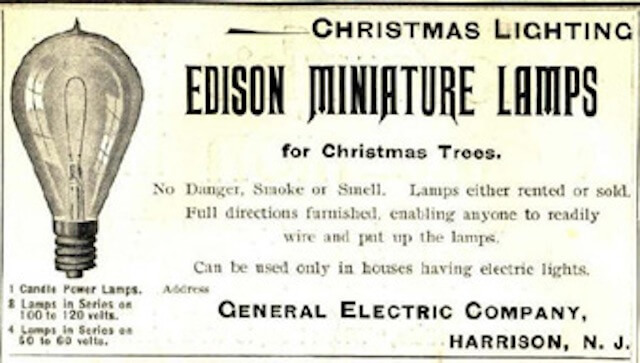 CHRISTMAS LIGHTING
EDISON MINIATURE LAMPS
for Christmas Trees.
No Danger, Smoke or Smell. Lamps either rented or sold.
Full directions furnished, enabling anyone to readily
wire and put up the lamps.
Can be used only in houses having electric lights.
1 Candle Power Lamps.
8 Lamps in Series on
100 to 120 volts.
4 Lamps in Series on
50 to 60 volts.
Address
GENERAL ELECTRIC COMPANY,
HARRISON, N. J.